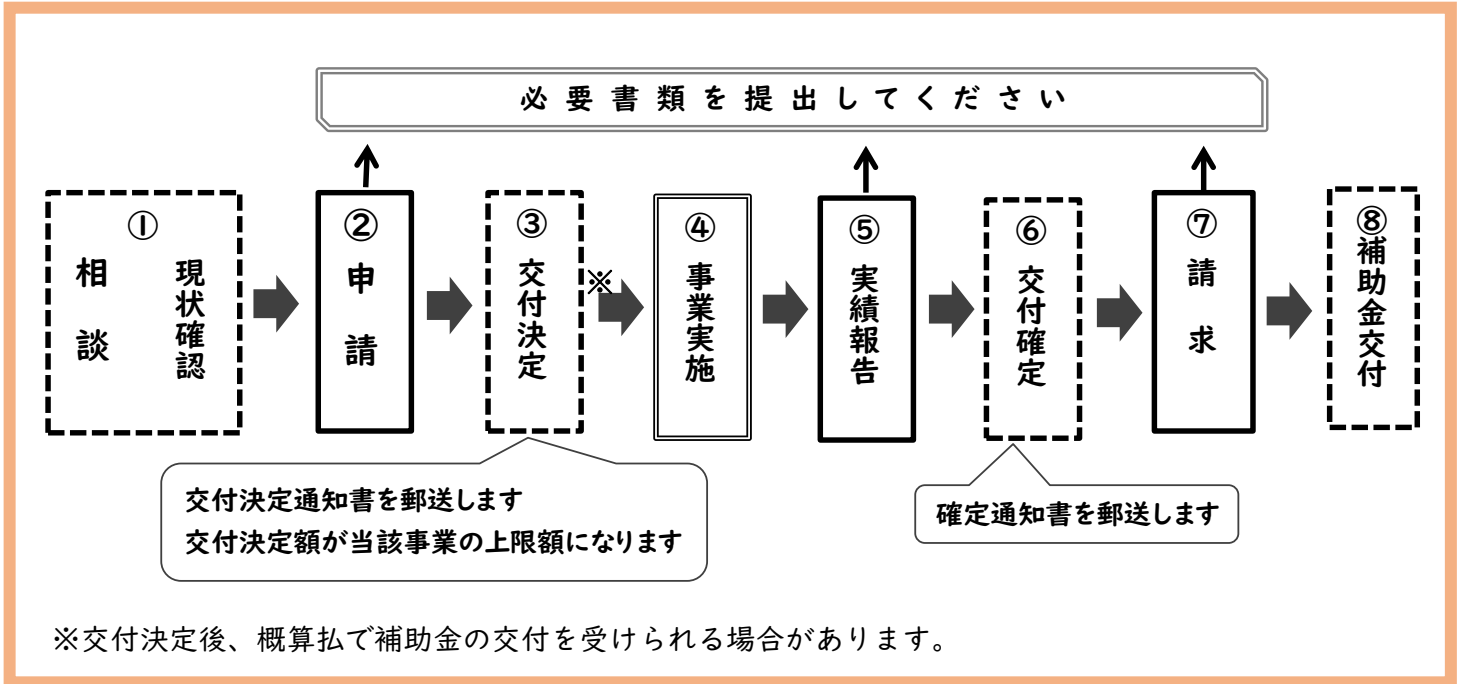 必要書類を提出してください
①
相談
現状確認
②
申請
③
交付決定
※
④
事業実施
⑤
実績報告
⑥
交付確定
⑦
請求
⑧
補助金交付
交付決定通知書を郵送します
交付決定額が当該事業の上限額になります
確定通知書を郵送します
※交付決定後、概算払で補助金の交付を受けられる場合があります。